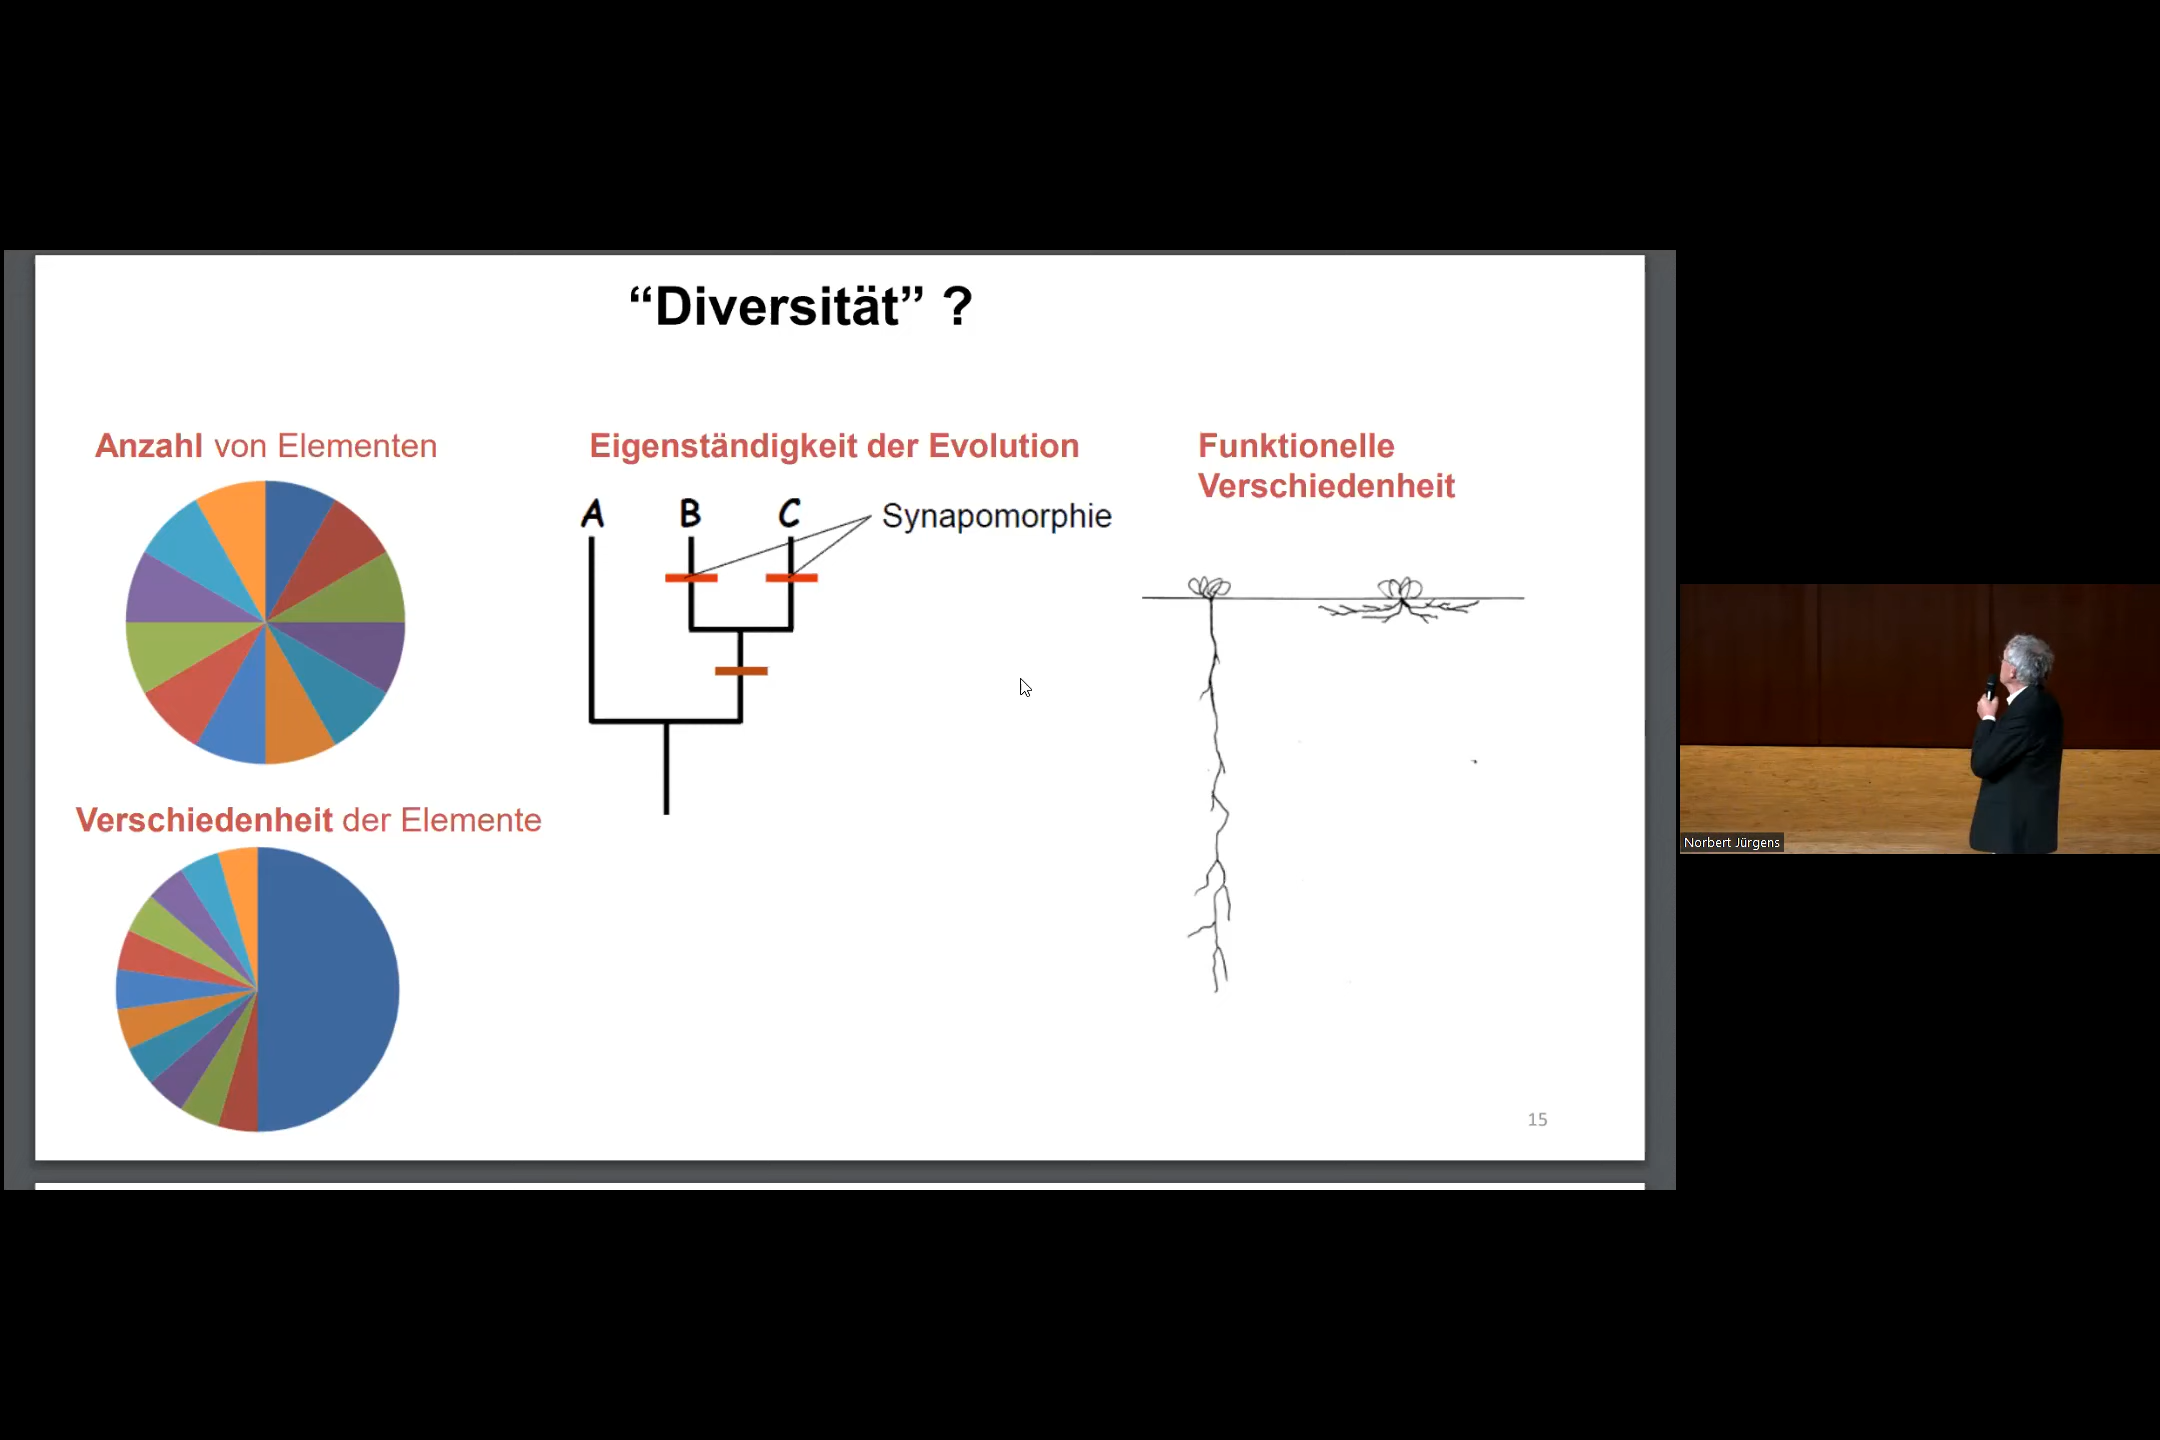 “Diversität” ?
Anzahl von Elementen
Verschiedenheit der Elemente
Eigenständigkeit der Evolution
A B C
Synapomorphie
Funktionelle
Verschiedenheit
15
Norbert Jürgens